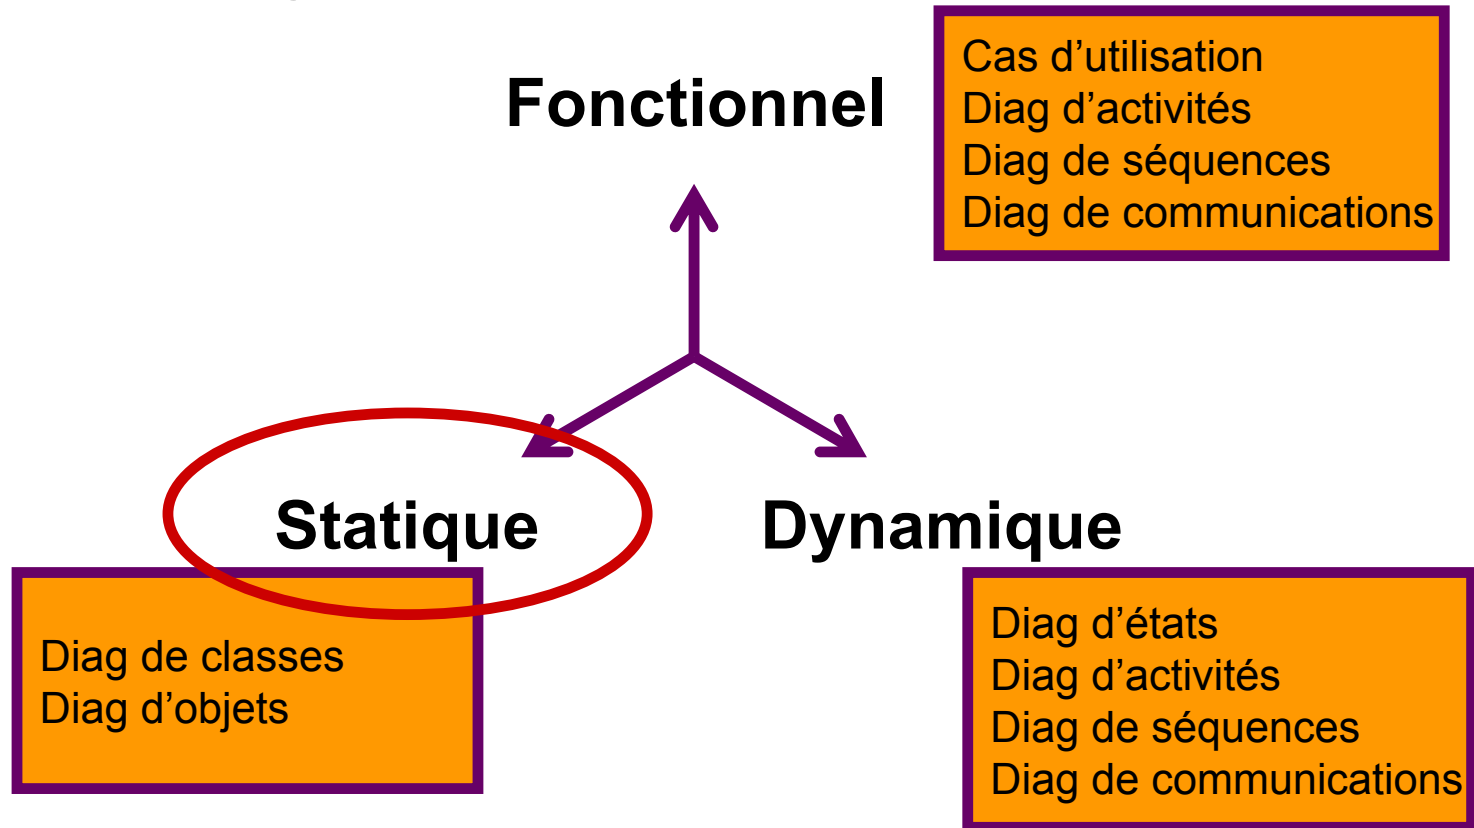 Fonctionnel
Cas d’utilisation
Diag d’activités
Diag de séquences
Diag de communications
Statique
Dynamique
Diag de classes
Diag d’objets
Diag d’états
Diag d’activités
Diag de séquences
Diag de communications